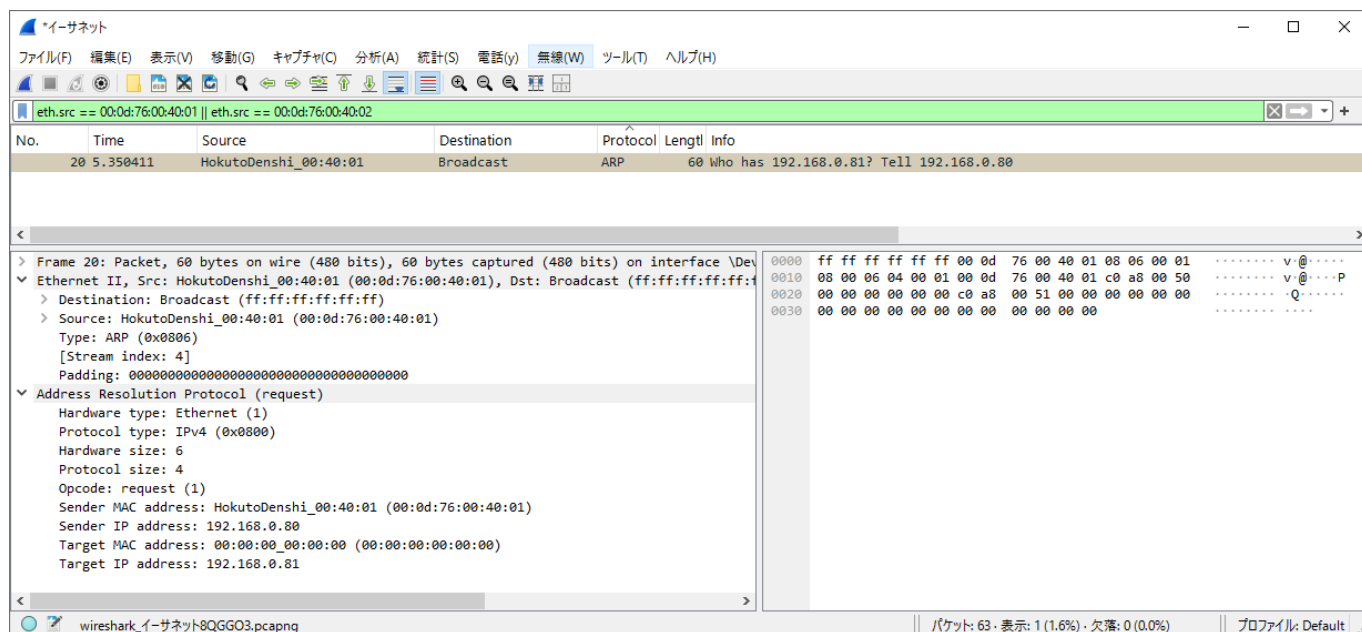 *イーサネット
ファイル(F) 編集(E) 表示(V) 移動(G) キャプチャ(C) 分析(A) 統計(S) 電話(y) 無線(W) ツール(T) ヘルプ(H)
eth.src == 00:0d:76:00:40:01 || eth.src == 00:0d:76:00:40:02
No. Time Source Destination Protocol Lengtl Info
20 5.350411 HokutoDenshi_00:40:01 Broadcast ARP 60 Who has 192.168.0.81? Tell 192.168.0.80
Frame 20: Packet, 60 bytes on wire (480 bits), 60 bytes captured (480 bits) on interface \Dev
Ethernet II, Src: HokutoDenshi_00:40:01 (00:0d:76:00:40:01), Dst: Broadcast (ff:ff:ff:ff:ff:f
Destination: Broadcast (ff:ff:ff:ff:ff:ff)
Source: HokutoDenshi_00:40:01 (00:0d:76:00:40:01)
Type: ARP (0x0806)
[Stream index: 4]
Padding: 000000000000000000000000000000000000
Address Resolution Protocol (request)
Hardware type: Ethernet (1)
Protocol type: IPv4 (0x0800)
Hardware size: 6
Protocol size: 4
Opcode: request (1)
Sender MAC address: HokutoDenshi_00:40:01 (00:0d:76:00:40:01)
Sender IP address: 192.168.0.80
Target MAC address: 00:00:00_00:00:00 (00:00:00:00:00:00)
Target IP address: 192.168.0.81
0000 ff ff ff ff ff ff 00 0d 76 00 40 01 08 06 00 01 ········ v·@·····
0010 08 00 06 04 00 01 00 0d 76 00 40 01 c0 a8 00 50 ········ v·@····P
0020 00 00 00 00 00 00 c0 a8 00 51 00 00 00 00 00 00 ········ ·Q······
0030 00 00 00 00 00 00 00 00 00 00 00 00 ········ ····
wireshark_イーサネット8QGGO3.pcapng
パケット: 63 · 表示: 1 (1.6%) · 欠落: 0 (0.0%)
プロファイル: Default